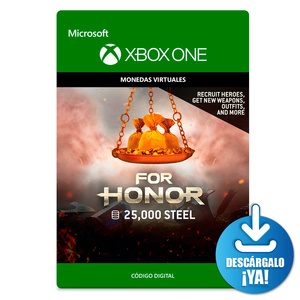 Microsoft
XBOX ONE
MONEDAS VIRTUALES
RECRUIT HEROES,
GET NEW WEAPONS,
OUTFITS,
AND MORE
FOR
HONOR
25,000 STEEL
DESCÁRGALO
¡YA!
CÓDIGO DIGITAL